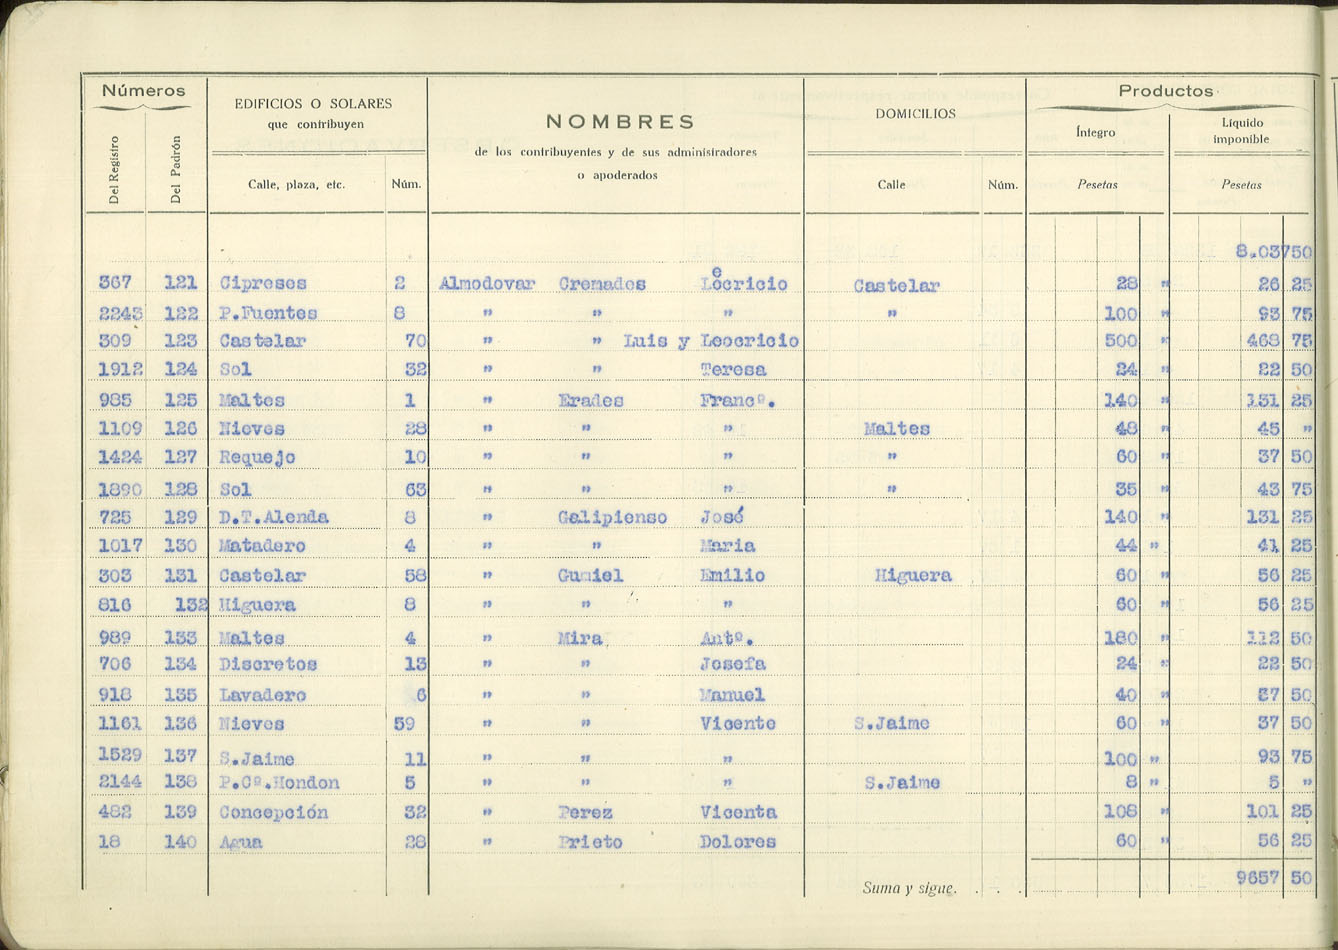 Números
EDIFICIOS O SOLARES
que contribuyen
NOMBRES
de los contribuyentes y de sus administradores
o apoderados
DOMICILIOS
Productos
Íntegro
Líquido
imponible
Del Registro
Del Padrón
Calle, plaza, etc. Núm.
Calle Núm.
Pesetas Pesetas
8.037 50
367 121 Cipreses 2 Almodovar Cremades Leocricio Castelar 28 " 26 25
2243 122 P.Fuentes 8 " " " " 100 " 93 75
309 123 Castelar 70 " " Luis y Leocricio 500 " 468 75
1912 124 Sol 32 " " Teresa 24 " 22 50
985 125 Maltes 1 " Erades Francº. 140 " 131 25
1109 126 Nieves 28 " " " Maltes 48 " 45 "
1424 127 Requejo 10 " " " " 60 " 37 50
1890 128 Sol 63 " " " " 35 " 43 75
725 129 D.T.Alenda 8 " Galipienso José 140 " 131 25
1017 130 Matadero 4 " " Maria 44 " 41 25
303 131 Castelar 58 " Gumiel Emilio Higuera 60 " 56 25
816 132 Higuera 8 " " " 60 " 56 25
989 133 Maltes 4 " Mira Antº. 180 " 112 50
706 134 Discretos 13 " " Josefa 24 " 22 50
918 135 Lavadero 6 " " Manuel 40 " 37 50
1161 136 Nieves 59 " " Vicente S.Jaime 60 " 37 50
1529 137 S.Jaime 11 " " " 100 " 93 75
2144 138 P.Cº.Hondon 5 " " " S.Jaime 8 " 5 "
482 139 Concepción 32 " Perez Vicenta 108 " 101 25
18 140 Agua 28 " Prieto Dolores 60 " 56 25
Suma y sigue. . . . 9657 50